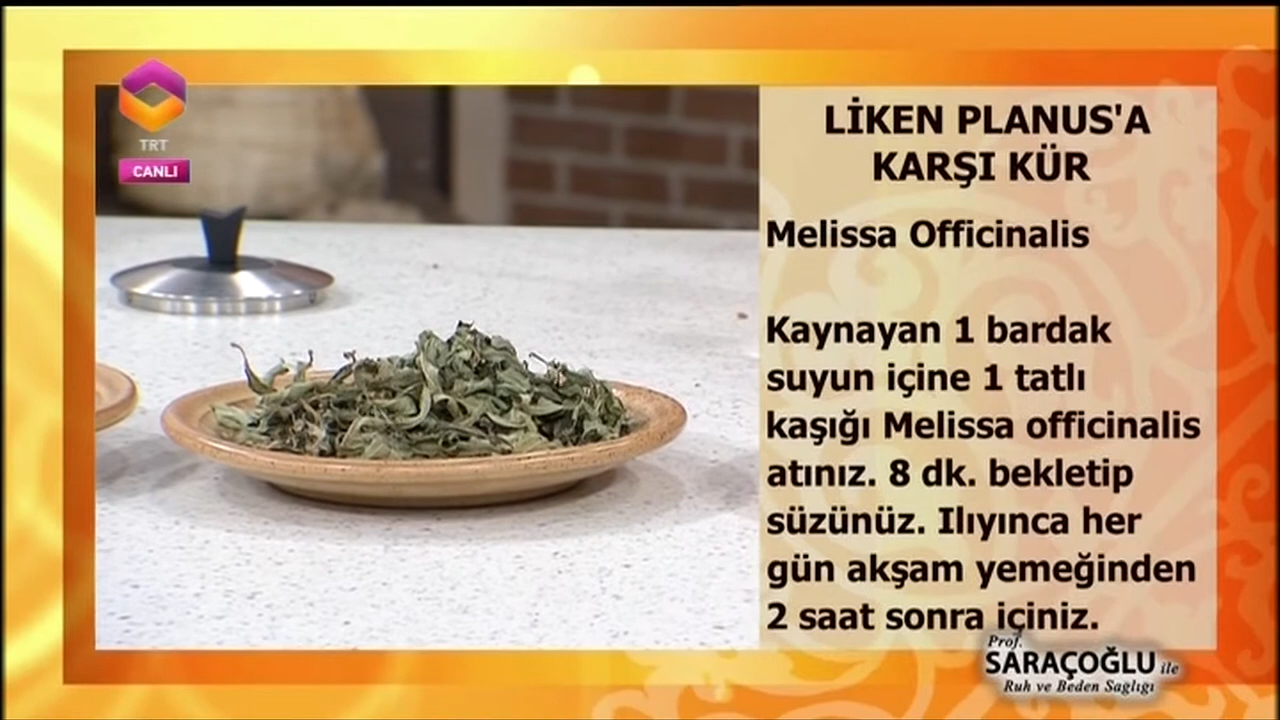 TRT
CANLI
LİKEN PLANUS'A
KARŞI KÜR
Melissa Officinalis
Kaynayan 1 bardak
suyun içine 1 tatlı
kaşığı Melissa officinalis
atınız. 8 dk. bekletip
süzünüz. Ilıyınca her
gün akşam yemeğinden
2 saat sonra içiniz.
Prof.
SARAÇOĞLU ile
Ruh ve Beden Sağlığı